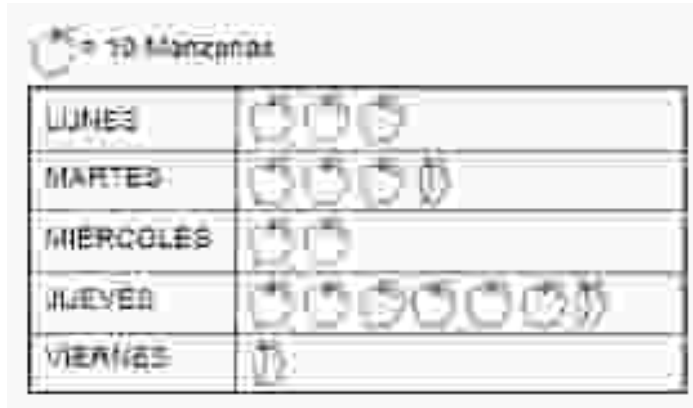 = 10 Manzanas
LUNES
MARTES
MIERCOLES
JUEVES
VIERNES